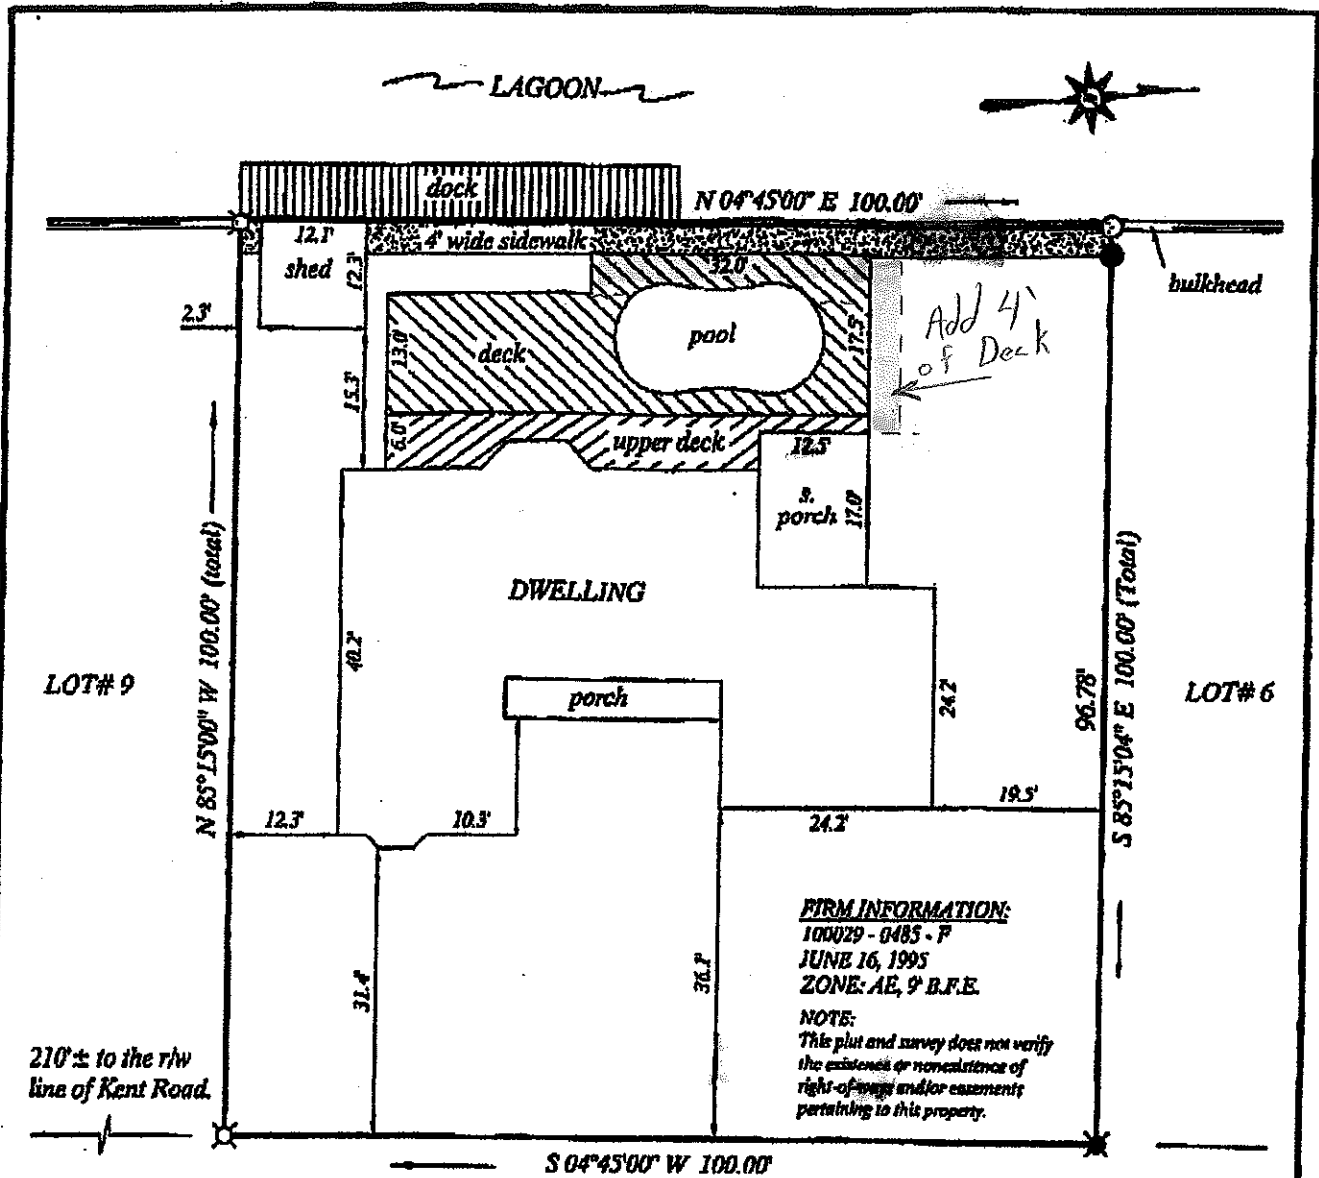 LAGOON
dock
N 04°45'00" E 100.00'
12.1'
shed
12.3'
4' wide sidewalk
32.0'
bulkhead
2.3'
Add 4'
of Deck
pool
deck
13.0'
17.5'
15.3'
6.0'
upper deck
12.5'
s.
porch
17.0'
N 85°15'00" W 100.00' (total)
DWELLING
40.2'
S 85°15'04" E 100.00' (Total)
96.78'
LOT# 9
porch
24.2'
LOT# 6
12.3'
10.3'
24.2'
19.5'
31.4'
36.1'
FIRM INFORMATION:
100029 - 0485 - F
JUNE 16, 1995
ZONE: AE, 9' B.F.E.
NOTE:
This plat and survey does not verify
the existence or nonexistence of
right-of-ways and/or easements
pertaining to this property.
210'± to the r/w
line of Kent Road.
S 04°45'00" W 100.00'